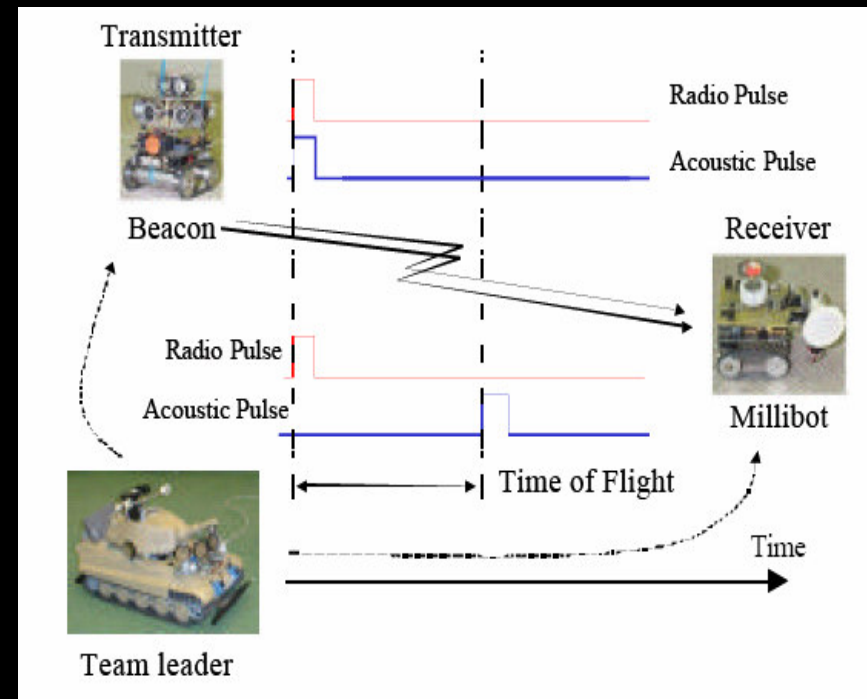 Transmitter
Radio Pulse
Acoustic Pulse
Beacon
Receiver
Radio Pulse
Acoustic Pulse
Millibot
Time of Flight
Time
Team leader